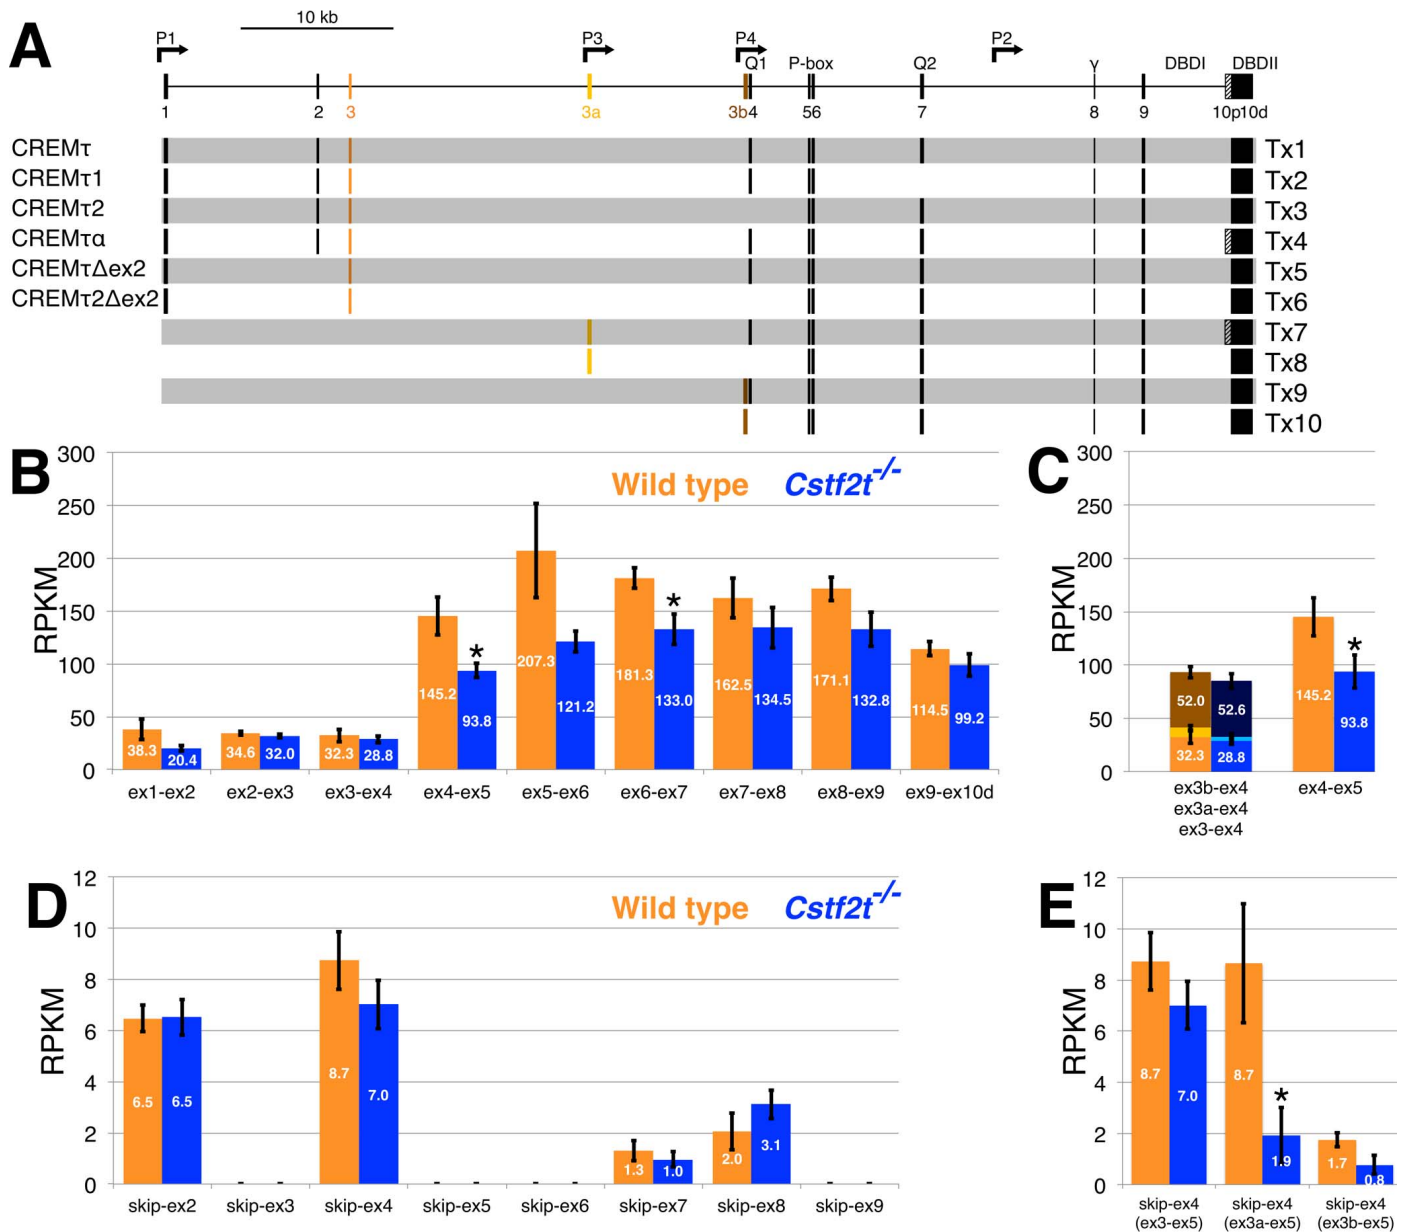 A
10 kb
P1
P3
P4
P2
Q1
P-box
Q2
γ
DBDI
DBDII
1
2
3
3a
3b4
56
7
8
9
10p10d
CREMτ
Tx1
CREMτ1
Tx2
CREMτ2
Tx3
CREMτα
Tx4
CREMτΔex2
Tx5
CREMτ2Δex2
Tx6
Tx7
Tx8
Tx9
Tx10
B
Wild type
Cstf2t-/-
RPKM
300
250
200
150
100
50
0
38.3
20.4
34.6
32.0
32.3
28.8
145.2
*
93.8
207.3
121.2
181.3
*
133.0
162.5
134.5
171.1
132.8
114.5
99.2
ex1-ex2
ex2-ex3
ex3-ex4
ex4-ex5
ex5-ex6
ex6-ex7
ex7-ex8
ex8-ex9
ex9-ex10d
C
RPKM
300
250
200
150
100
50
0
52.0
32.3
52.6
28.8
145.2
*
93.8
ex3b-ex4
ex3a-ex4
ex3-ex4
ex4-ex5
D
Wild type
Cstf2t-/-
RPKM
12
10
8
6
4
2
0
6.5
6.5
8.7
7.0
1.3
1.0
2.0
3.1
skip-ex2
skip-ex3
skip-ex4
skip-ex5
skip-ex6
skip-ex7
skip-ex8
skip-ex9
E
RPKM
12
10
8
6
4
2
0
8.7
7.0
8.7
*
1.9
1.7
0.8
skip-ex4
(ex3-ex5)
skip-ex4
(ex3a-ex5)
skip-ex4
(ex3b-ex5)